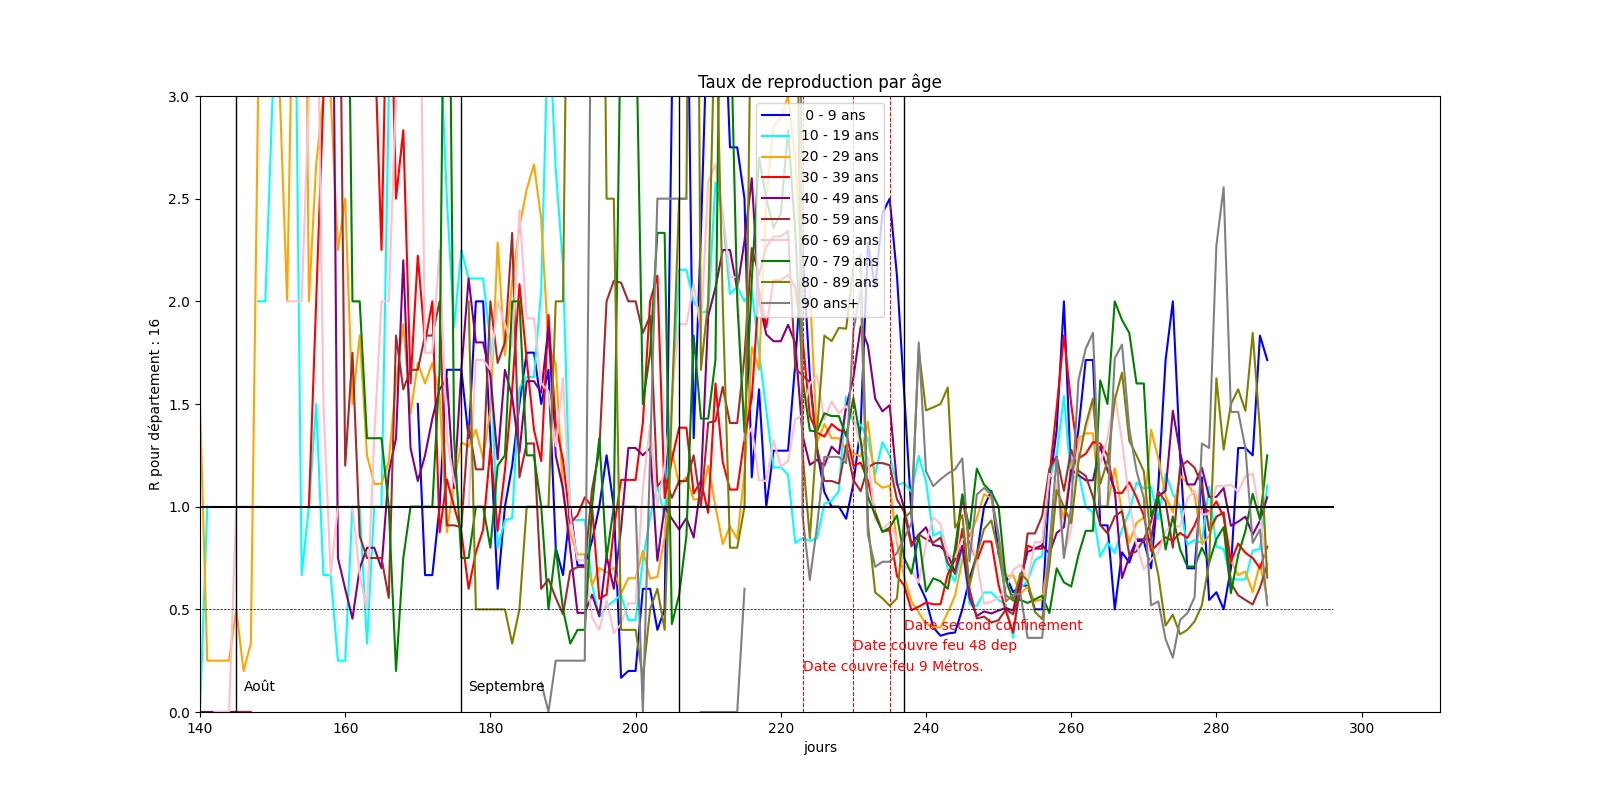 Taux de reproduction par âge
R pour département : 16
3.0
2.5
2.0
1.5
1.0
0.5
0.0
0 - 9 ans
10 - 19 ans
20 - 29 ans
30 - 39 ans
40 - 49 ans
50 - 59 ans
60 - 69 ans
70 - 79 ans
80 - 89 ans
90 ans+
Date second confinement
Date couvre feu 48 dep
Date couvre feu 9 Métros.
Août
Septembre
140
160
180
200
220
240
260
280
300
jours